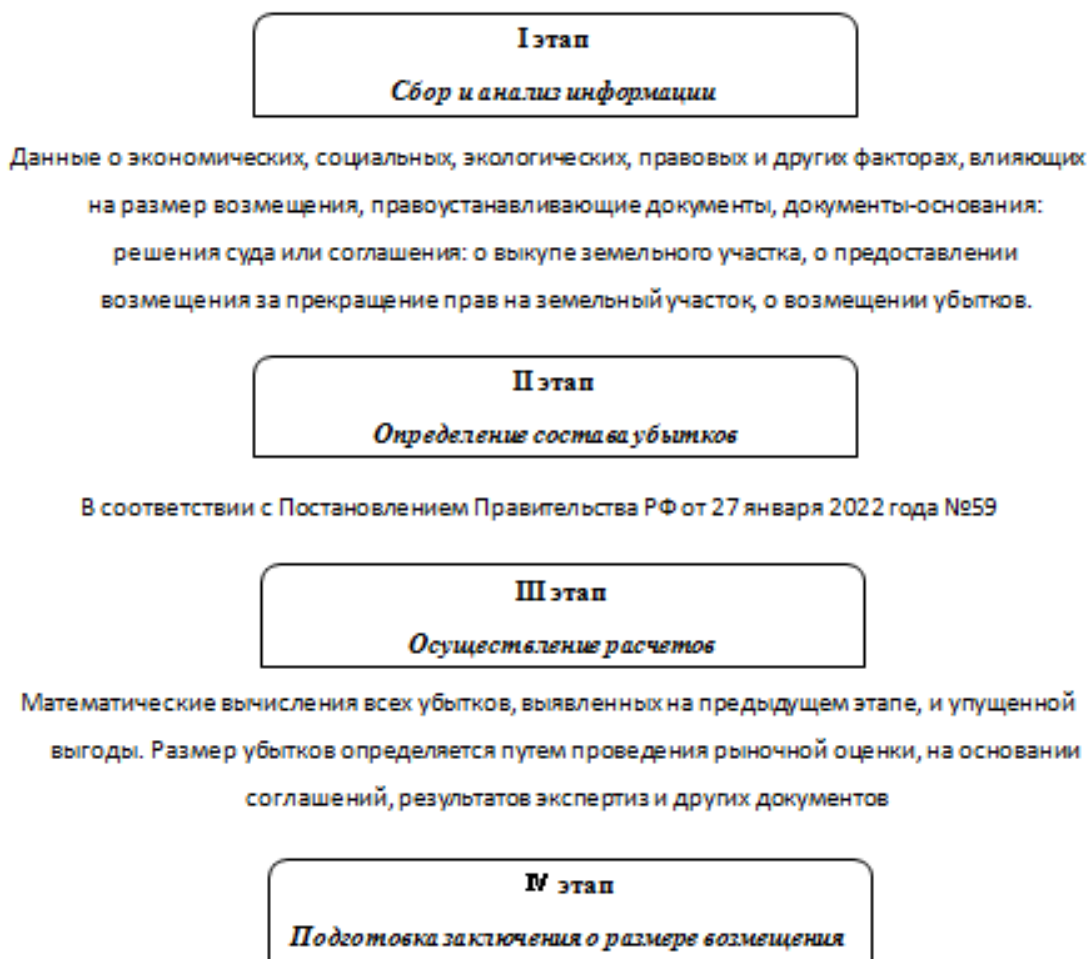 I этап
Сбор и анализ информации
Данные о экономических, социальных, экологических, правовых и других факторах, влияющих
на размер возмещения, правоустанавливающие документы, документы-основания:
решения суда или соглашения: о выкупе земельного участка, о предоставлении
возмещения за прекращение прав на земельный участок, о возмещении убытков.
II этап
Определение состава убытков
В соответствии с Постановлением Правительства РФ от 27 января 2022 года №59
III этап
Осуществление расчетов
Математические вычисления всех убытков, выявленных на предыдущем этапе, и упущенной
выгоды. Размер убытков определяется путем проведения рыночной оценки, на основании
соглашений, результатов экспертиз и других документов
IV этап
Подготовка заключения о размере возмещения